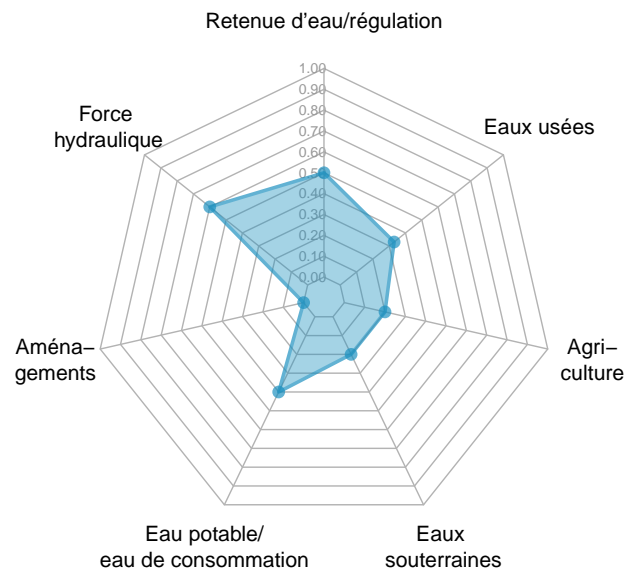 Retenue d'eau/régulation
1.00
0.90
0.80
0.70
0.60
0.50
0.40
0.30
0.20
0.10
0.00
Force
hydraulique
Eaux usées
Aména–
gements
Agri–
culture
Eau potable/
eau de consommation
Eaux
souterraines